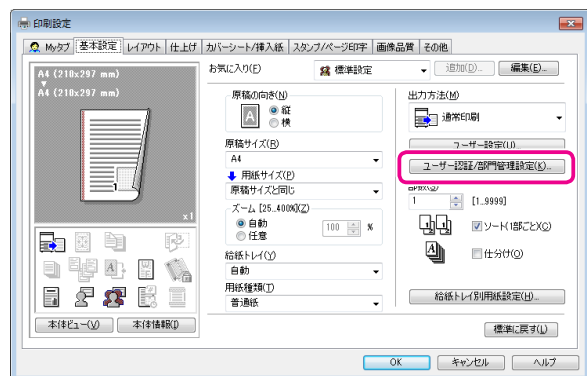 印刷設定
Myタブ 基本設定 レイアウト 仕上げ カバーシート/挿入紙 スタンプ/ページ印字 画像品質 その他
A4 (210x297 mm)
A4 (210x297 mm)
1
x1
本体ビュー(V) 本体情報(I)
お気に入り(F) 標準設定 追加(D)... 編集(E)...
原稿の向き(N)
A
縦
横
原稿サイズ(R)
A4
用紙サイズ(P)
原稿サイズと同じ
ズーム [25..400%](Z)
自動
任意
100 %
給紙トレイ(Y)
自動
用紙種類(T)
普通紙
出力方法(M)
通常印刷
ユーザー設定(U)...
ユーザー認証/部門管理設定(K)...
部数(Q)
1 [1..9999]
ソート(1部ごと)(X)
仕分け(O)
給紙トレイ別用紙設定(H)...
標準に戻す(L)
OK キャンセル ヘルプ